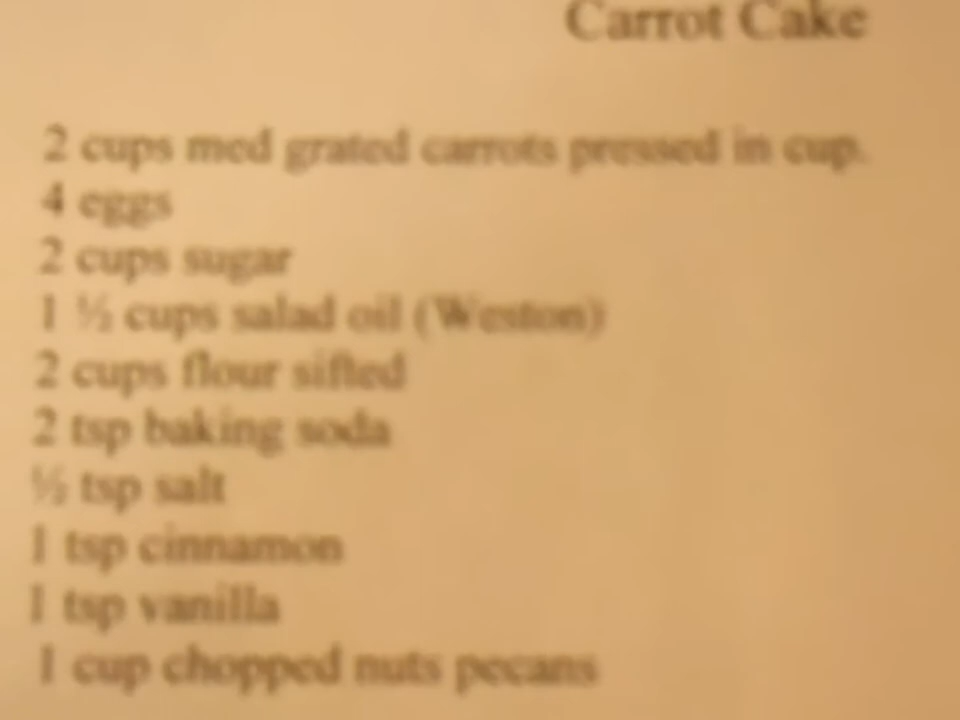 Carrot Cake
2 cups med grated carrots pressed in cup.
4 eggs
2 cups sugar
1 ½ cups salad oil (Weston)
2 cups flour sifted
2 tsp baking soda
½ tsp salt
1 tsp cinnamon
1 tsp vanilla
1 cup chopped nuts pecans